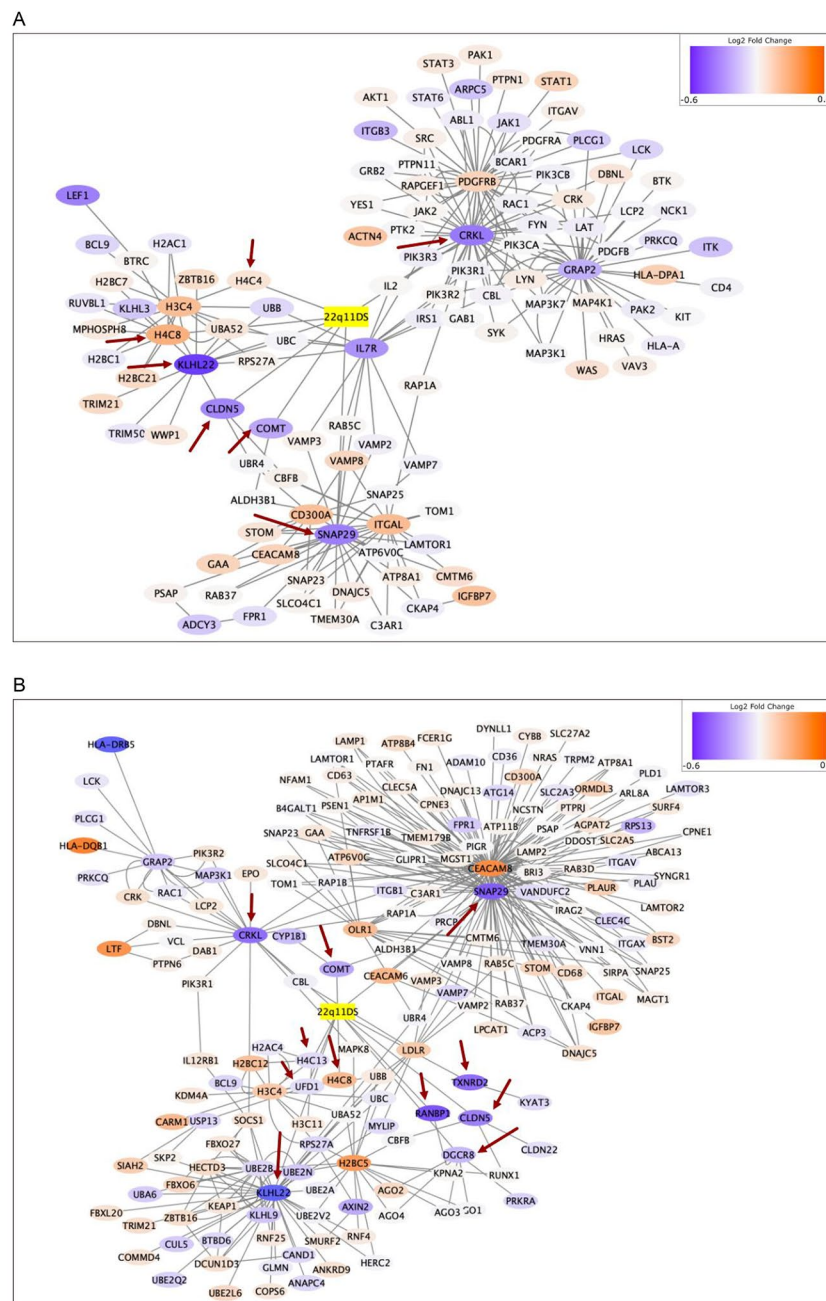 A
Log2 Fold Change
-0.6
0.
PAK1
STAT3
PTPN1
STAT1
ARPC5
AKT1
STAT6
ITGAV
ABL1
JAK1
ITGB3
SRC
PDGFRA
PLCG1
LCK
PTPN11
BCAR1
GRB2
PIK3CB
DBNL
BTK
RAPGEF1
PDGFRB
LEF1
YES1
RAC1
CRK
JAK2
LCP2
NCK1
FYN
LAT
ACTN4
PTK2
CRKL
BCL9
H2AC1
PIK3CA
PRKCQ
ITK
BTRC
PIK3R3
PDGFB
GRAP2
HLA-DPA1
H2BC7
ZBTB16
H4C4
PIK3R1
LYN
CD4
RUVBL1
KLHL3
H3C4
UBB
IL2
PIK3R2
CBL
MAP3K7
MAP4K1
PAK2
22q11DS
IRS1
GAB1
KIT
MPHOSPH8
H4C8
UBA52
SYK
HRAS
UBC
IL7R
HLA-A
H2BC1
KLHL22
RPS27A
MAP3K1
VAV3
H2BC21
WAS
RAP1A
TRIM21
CLDN5
RAB5C
COMT
TRIM50
WWP1
VAMP3
VAMP2
VAMP8
VAMP7
UBR4
CBFB
SNAP25
ALDH3B1
TOM1
CD300A
ITGAL
STOM
SNAP29
LAMTOR1
CEACAM8
ATP6V0C
GAA
CMTM6
SNAP23
ATP8A1
PSAP
DNAJC5
RAB37
SLCO4C1
CKAP4
IGFBP7
TMEM30A
C3AR1
ADCY3
FPR1
B
Log2 Fold Change
-0.6
0
DYNLL1
LAMP1
FCER1G
CYBB
SLC27A2
HLA-DRB5
ATP8B4
LAMTOR1
PTAFR
FN1
CD36
NRAS
TRPM2
ATP8A1
ADAM10
CD63
CD300A
PLD1
LCK
NFAM1
CLEC5A
DNAJC13
ATG14
SLC2A3
ORMDL3
LAMTOR3
ARL8A
AP1M1
CPNE3
NCSTN
PTPRJ
SURF4
PSEN1
B4GALT1
PLCG1
TNFRSF1B
FPR1
ATP11B
PSAP
AGPAT2
RPS13
SNAP23
GAA
TMEM179B
CPNE1
DDOST
SLC2A5
HLA-DQB1
PIGR
LAMP2
PIK3R2
ATP6V0C
GLIPR1
MGST1
ITGAV
ABCA13
GRAP2
SLCO4C1
CEACAM8
BRI3
RAB3D
SYNGR1
MAP3K1
EPO
PRKCQ
TOM1
RAP1B
SNAP29
PLAUR
PLAU
RAC1
ITGB1
C3AR1
VANDUFC2
CRK
LAMTOR2
LCP2
RAP1A
IRAG2
DBNL
PRCP
CLEC4C
CRKL
CYP1B1
OLR1
BST2
VCL
CMTM6
TMEM30A
ITGAX
LTF
DAB1
ALDH3B1
VNN1
PTPN6
VAMP8
RAB5C
STOM
CD68
SIRPA
SNAP25
COMT
CEACAM6
PIK3R1
CBL
VAMP3
VAMP7
ITGAL
MAGT1
VAMP2
RAB37
CKAP4
22q11DS
UBR4
IGFBP7
LPCAT1
ACP3
H2AC4
MAPK8
IL12RB1
LDLR
DNAJC5
H2BC12
H4C13
BCL9
H4C8
UBB
TXNRD2
H3C4
UFD1
KDM4A
UBC
KYAT3
UBA52
RANBP1
CARM1
USP13
SOCS1
H3C11
CLDN5
MYLIP
FBXO27
RPS27A
CBFB
CLDN22
SIAH2
SKP2
DGCR8
HECTD3
UBE2B
UBE2N
H2BC5
KPNA2
RUNX1
UBA6
FBXO6
KLHL22
UBE2A
AGO2
PRKRA
KEAP1
AXIN2
FBXL20
ZBTB16
KLHL9
UBE2V2
AGO4
AGO3
GO1
TRIM21
CUL5
BTBD6
RNF25
SMURF2
RNF4
COMMD4
DCUN1D3
CAND1
HERC2
GLMN
ANKRD9
UBE2Q2
ANAPC4
UBE2L6
COPS6